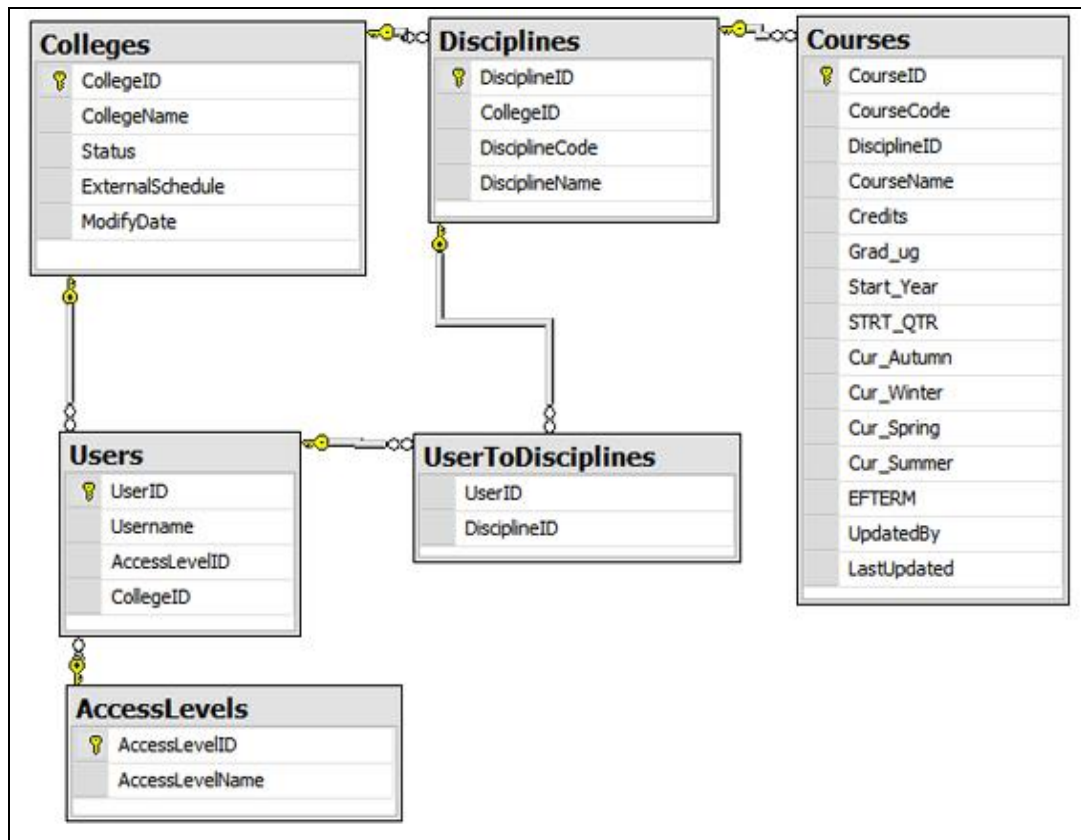 Colleges
CollegeID
CollegeName
Status
ExternalSchedule
ModifyDate
Disciplines
DisciplineID
CollegeID
DisciplineCode
DisciplineName
Courses
CourseID
CourseCode
DisciplineID
CourseName
Credits
Grad_ug
Start_Year
STRT_QTR
Cur_Autumn
Cur_Winter
Cur_Spring
Cur_Summer
EFTERM
UpdatedBy
LastUpdated
Users
UserID
Username
AccessLevelID
CollegeID
UserToDisciplines
UserID
DisciplineID
AccessLevels
AccessLevelID
AccessLevelName